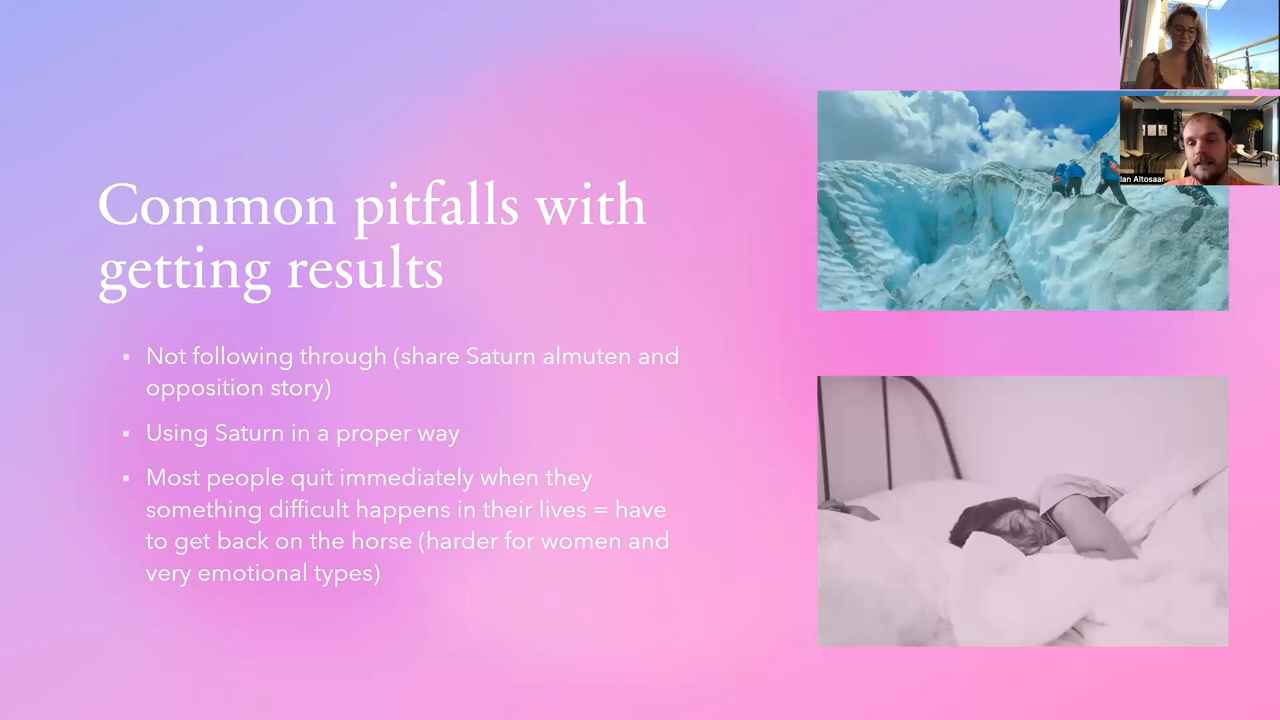 Common pitfalls with
getting results
Not following through (share Saturn almuten and
opposition story)
Using Saturn in a proper way
Most people quit immediately when they
something difficult happens in their lives = have
to get back on the horse (harder for women and
very emotional types)
Ian Altosaar